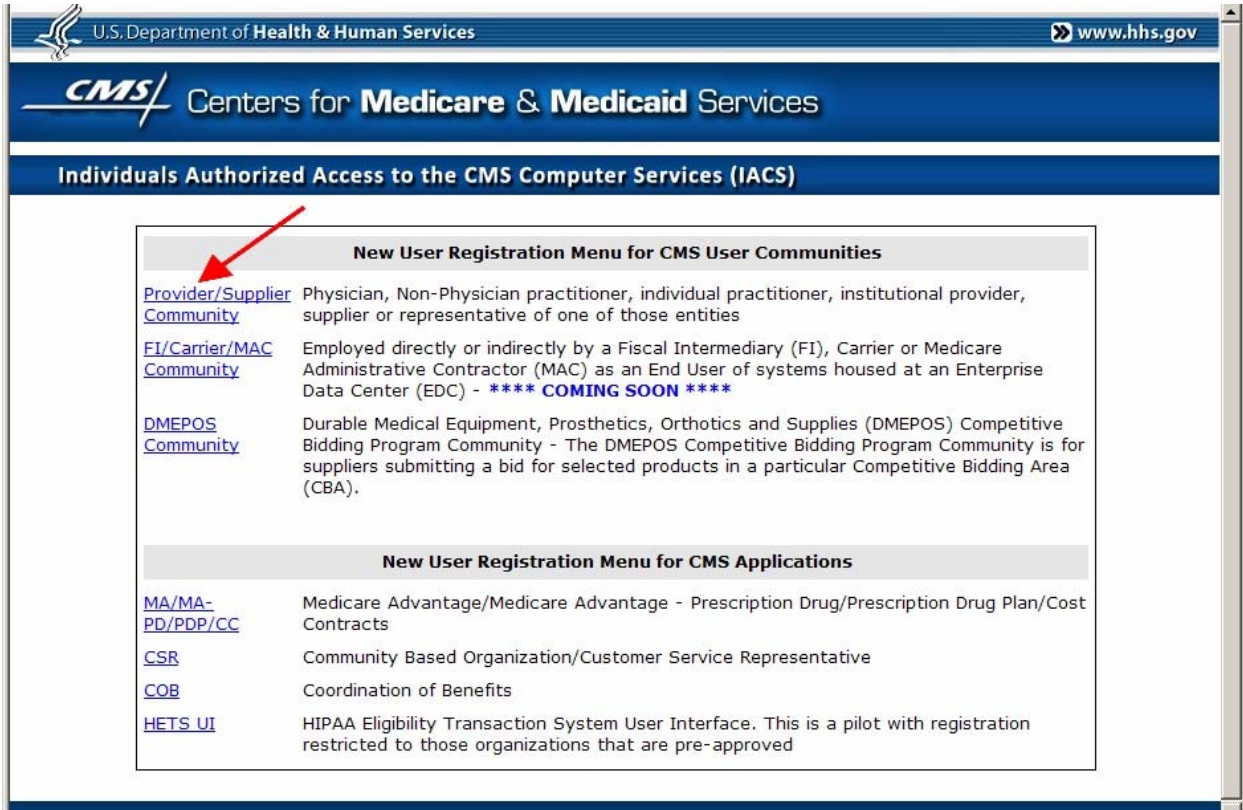 U.S. Department of Health & Human Services
www.hhs.gov
CMS Centers for Medicare & Medicaid Services
Individuals Authorized Access to the CMS Computer Services (IACS)
New User Registration Menu for CMS User Communities
Provider/Supplier Physician, Non-Physician practitioner, individual practitioner, institutional provider,
Community supplier or representative of one of those entities
FI/Carrier/MAC Employed directly or indirectly by a Fiscal Intermediary (FI), Carrier or Medicare
Community Administrative Contractor (MAC) as an End User of systems housed at an Enterprise
Data Center (EDC) - **** COMING SOON ****
DMEPOS Durable Medical Equipment, Prosthetics, Orthotics and Supplies (DMEPOS) Competitive
Community Bidding Program Community - The DMEPOS Competitive Bidding Program Community is for
suppliers submitting a bid for selected products in a particular Competitive Bidding Area
(CBA).
New User Registration Menu for CMS Applications
MA/MA- Medicare Advantage/Medicare Advantage - Prescription Drug/Prescription Drug Plan/Cost
PD/PDP/CC Contracts
CSR Community Based Organization/Customer Service Representative
COB Coordination of Benefits
HETS UI HIPAA Eligibility Transaction System User Interface. This is a pilot with registration
restricted to those organizations that are pre-approved